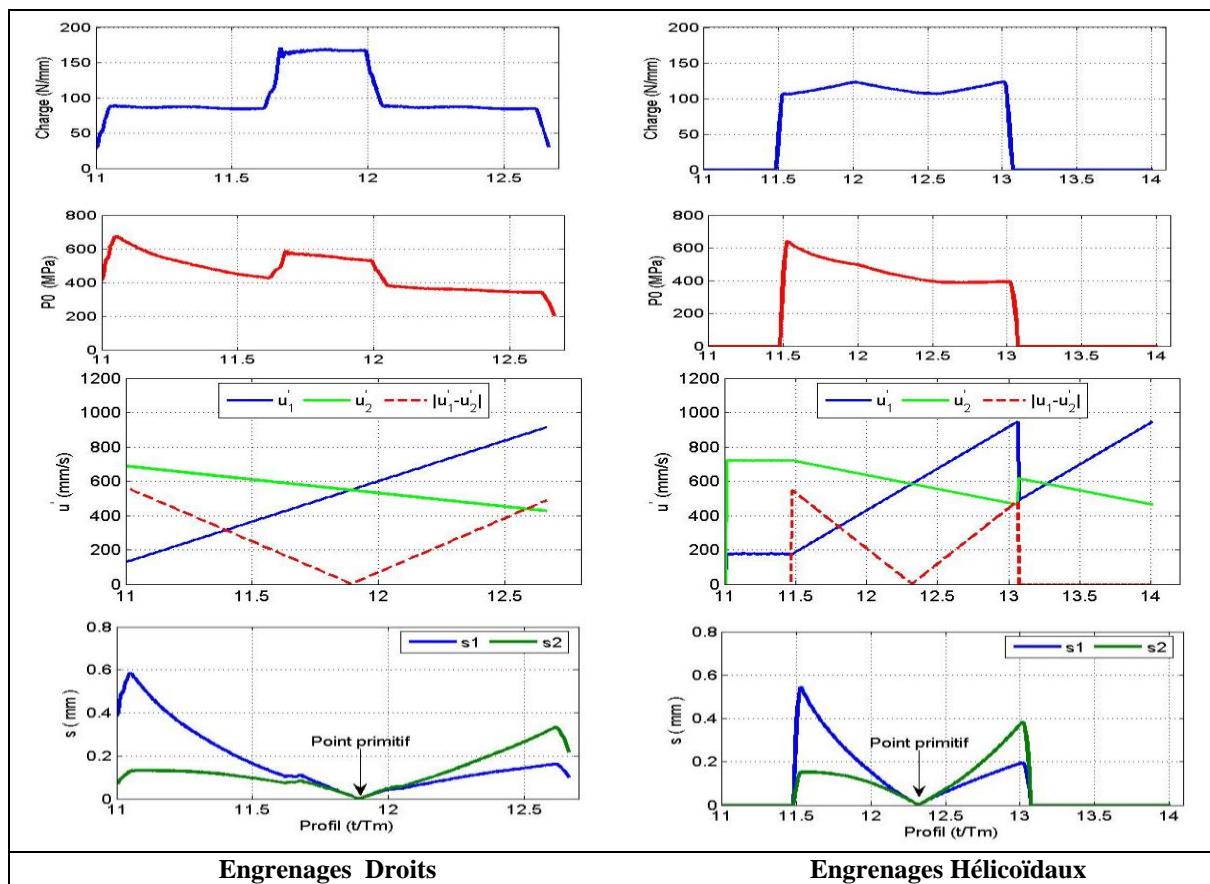 200
150
100
50
0
Charge (N/mm)
11 11.5 12 12.5
200
150
100
50
0
Charge (N/mm)
11 11.5 12 12.5 13 13.5 14
800
600
400
200
0
P0 (MPa)
11 11.5 12 12.5
800
600
400
200
0
P0 (MPa)
11 11.5 12 12.5 13 13.5 14
1200
1000
800
600
400
200
0
u' (mm/s)
u'1 u'2 |u'1-u'2|
11 11.5 12 12.5
1200
1000
800
600
400
200
0
u' (mm/s)
u'1 u'2 |u'1-u'2|
11 11.5 12 12.5 13 13.5 14
0.8
0.6
0.4
0.2
0
s ( mm )
s1 s2
Point primitif
11 11.5 12 12.5
Profil (t/Tm)
0.8
0.6
0.4
0.2
0
s ( mm )
s1 s2
Point primitif
11 11.5 12 12.5 13 13.5 14
Profil (t/Tm)
Engrenages Droits
Engrenages Hélicoïdaux